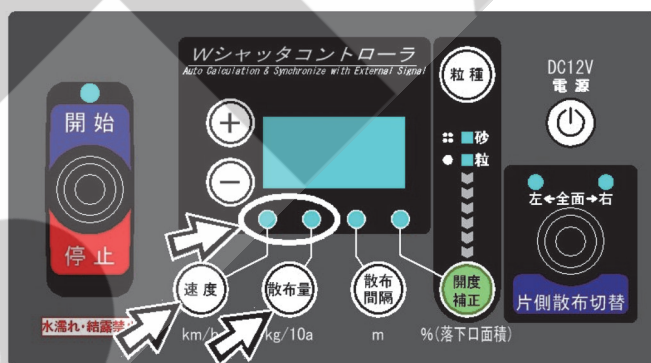 Wシャッタコントローラ
Auto Calculation & Synchronize with External Signal
開始
停止
水濡れ・結露禁
＋
－
速度
km/h
散布量
kg/10a
散布
間隔
m
粒種
砂
粒
開度
補正
%(落下口面積)
DC12V
電源
左←全面→右
片側散布切替